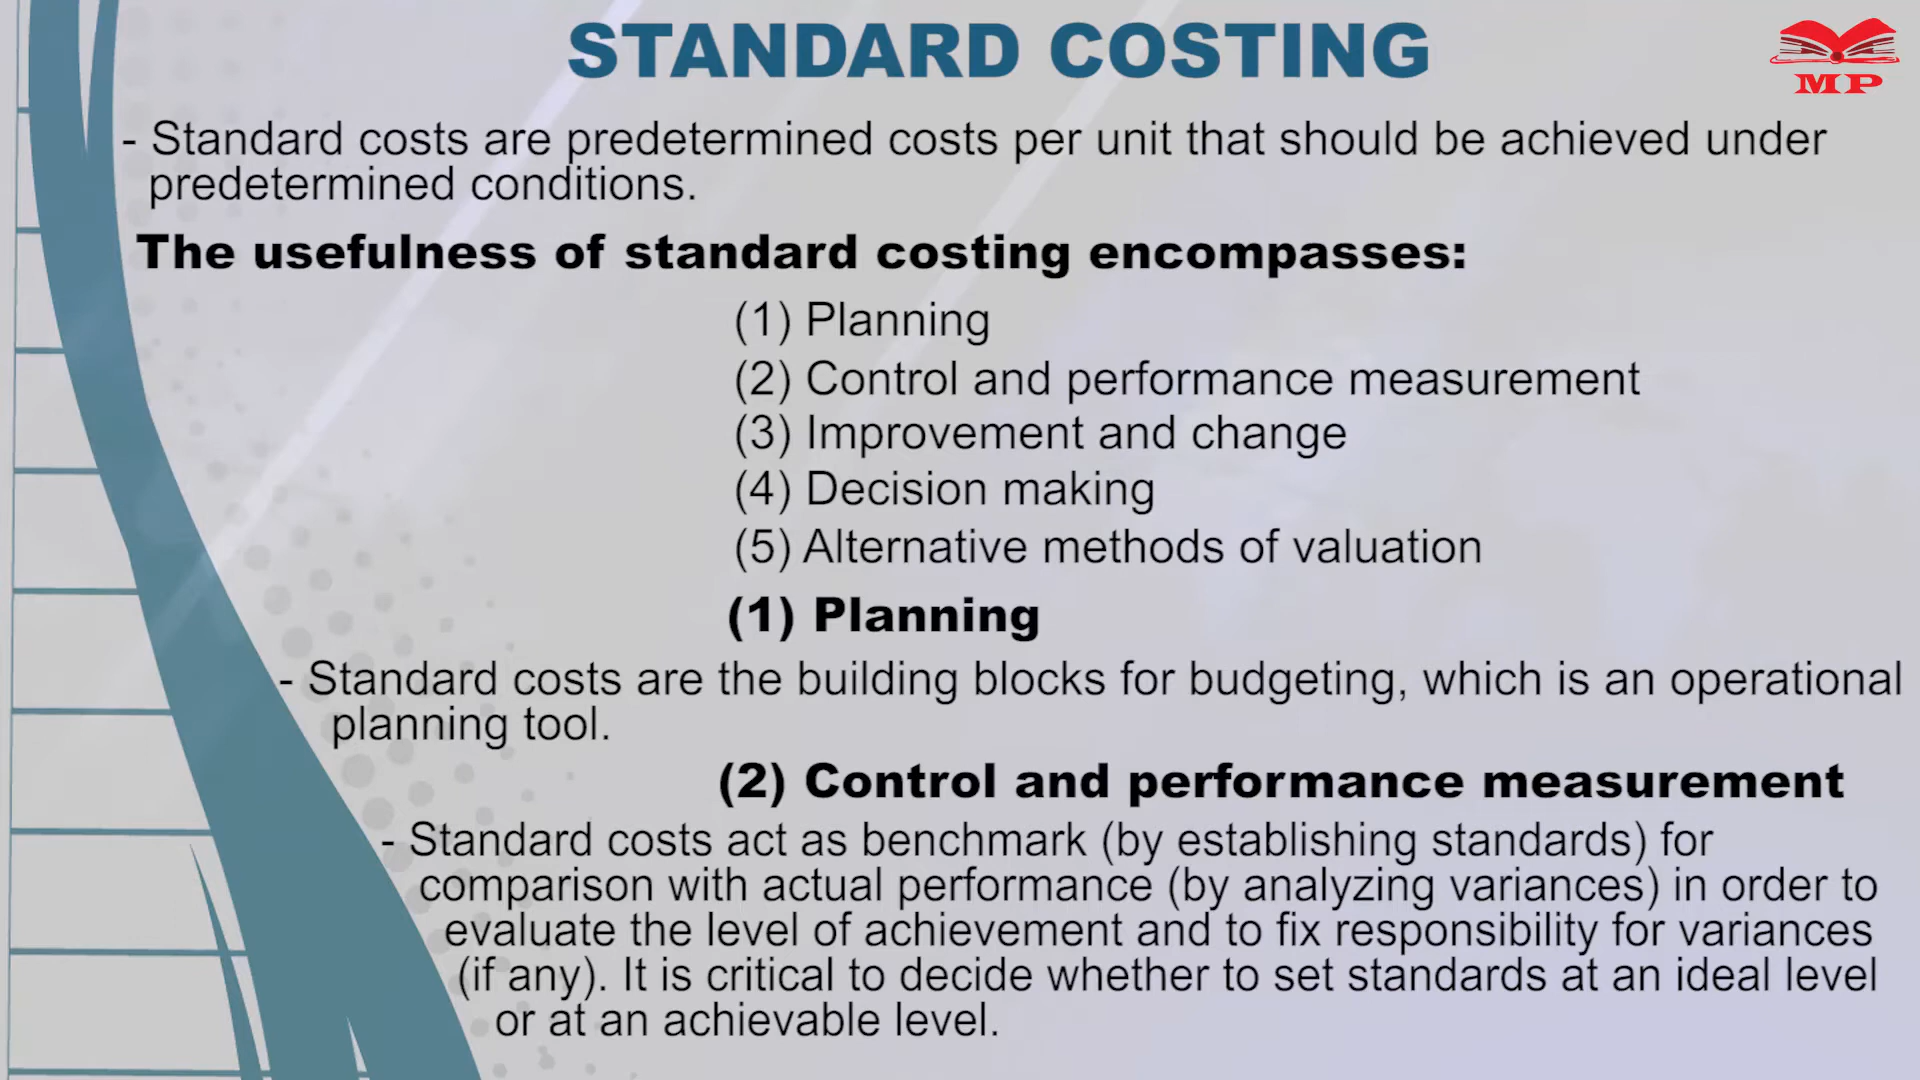 STANDARD COSTING
MP
- Standard costs are predetermined costs per unit that should be achieved under
predetermined conditions.
The usefulness of standard costing encompasses:
(1) Planning
(2) Control and performance measurement
(3) Improvement and change
(4) Decision making
(5) Alternative methods of valuation
(1) Planning
- Standard costs are the building blocks for budgeting, which is an operational
planning tool.
(2) Control and performance measurement
- Standard costs act as benchmark (by establishing standards) for
comparison with actual performance (by analyzing variances) in order to
evaluate the level of achievement and to fix responsibility for variances
(if any). It is critical to decide whether to set standards at an ideal level
or at an achievable level.